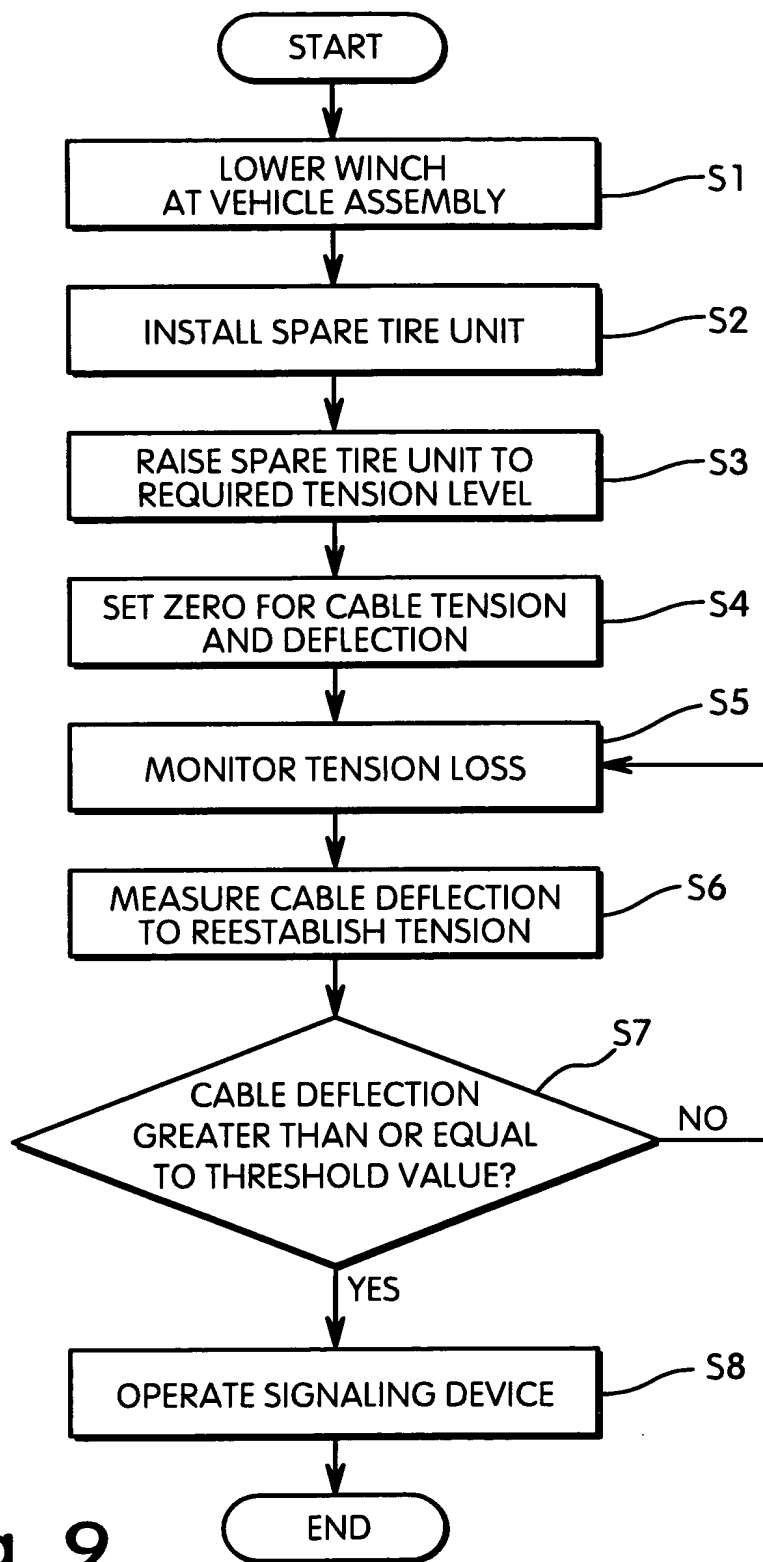 START
LOWER WINCH
AT VEHICLE ASSEMBLY
S1
INSTALL SPARE TIRE UNIT
S2
RAISE SPARE TIRE UNIT TO
REQUIRED TENSION LEVEL
S3
SET ZERO FOR CABLE TENSION
AND DEFLECTION
S4
MONITOR TENSION LOSS
S5
MEASURE CABLE DEFLECTION
TO REESTABLISH TENSION
S6
CABLE DEFLECTION
GREATER THAN OR EQUAL
TO THRESHOLD VALUE?
S7
NO
YES
OPERATE SIGNALING DEVICE
S8
END
9